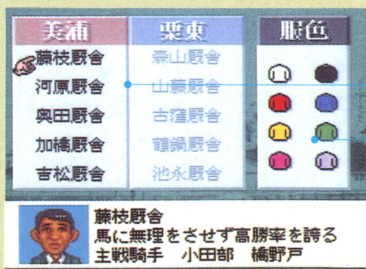 美浦
藤枝厩舎
河原厩舎
奥田厩舎
加橋厩舎
吉松厩舎
栗東
森山厩舎
山藤厩舎
古窪厩舎
鶴鍋厩舎
池永厩舎
服色
藤枝厩舎
馬に無理をさせず高勝率を誇る
主戦騎手 小田部 橋野戸